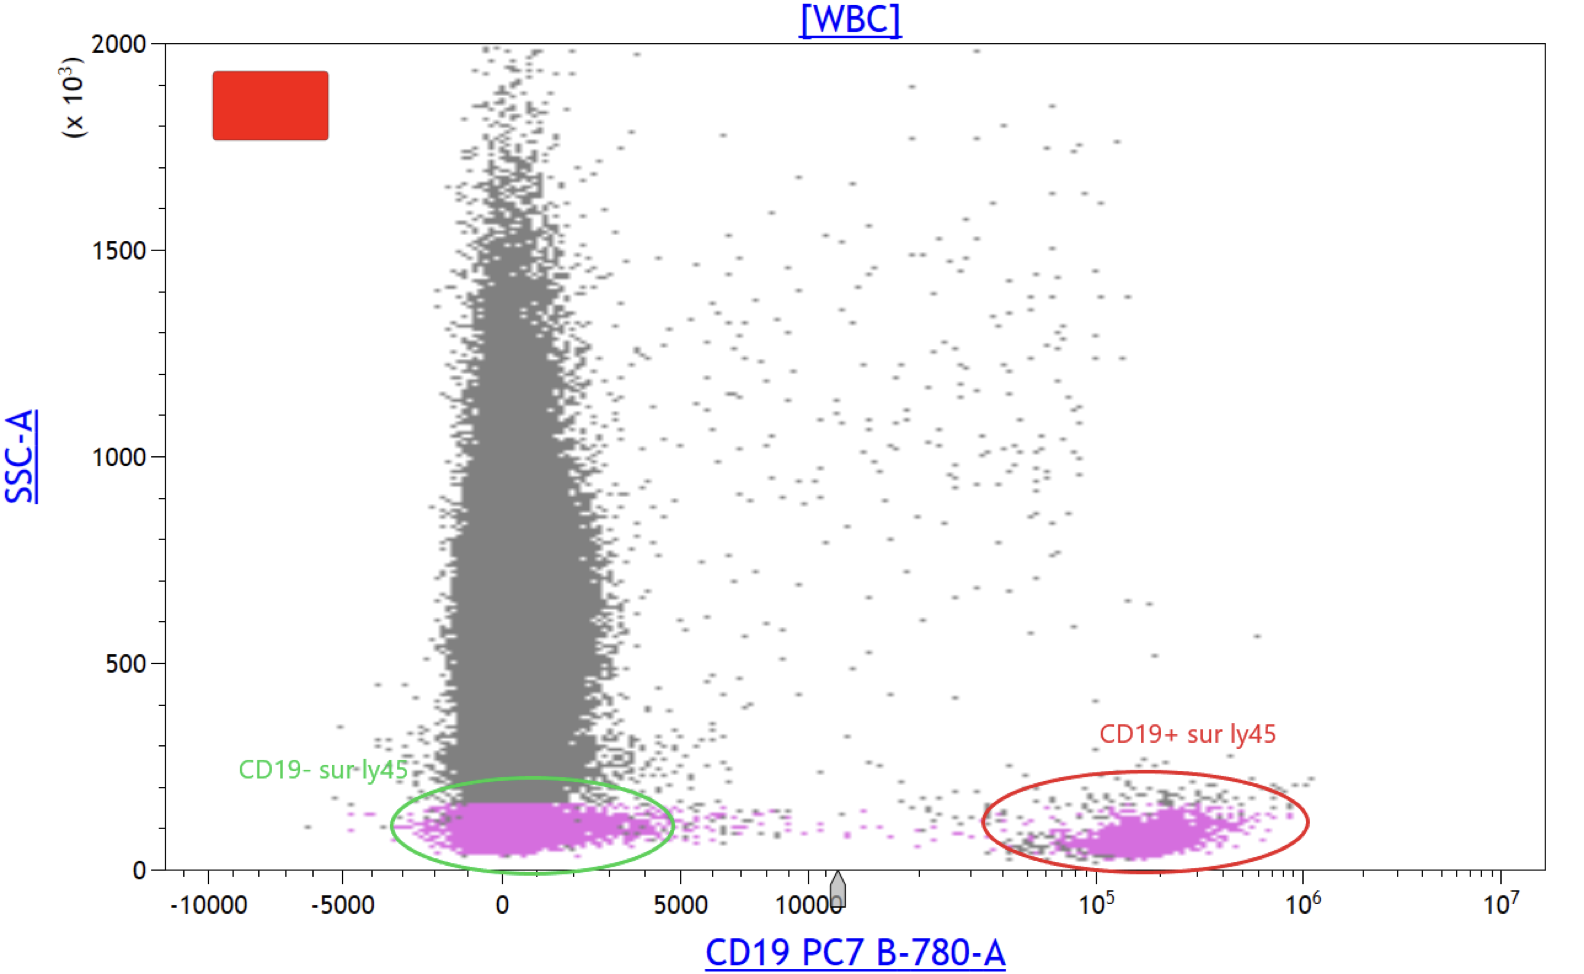 [WBC]
2000
(x 10³)
1500
SSC-A
1000
500
CD19+ sur ly45
CD19- sur ly45
0
-10000 -5000 0 5000 10000 10⁵ 10⁶ 10⁷
CD19 PC7 B-780-A